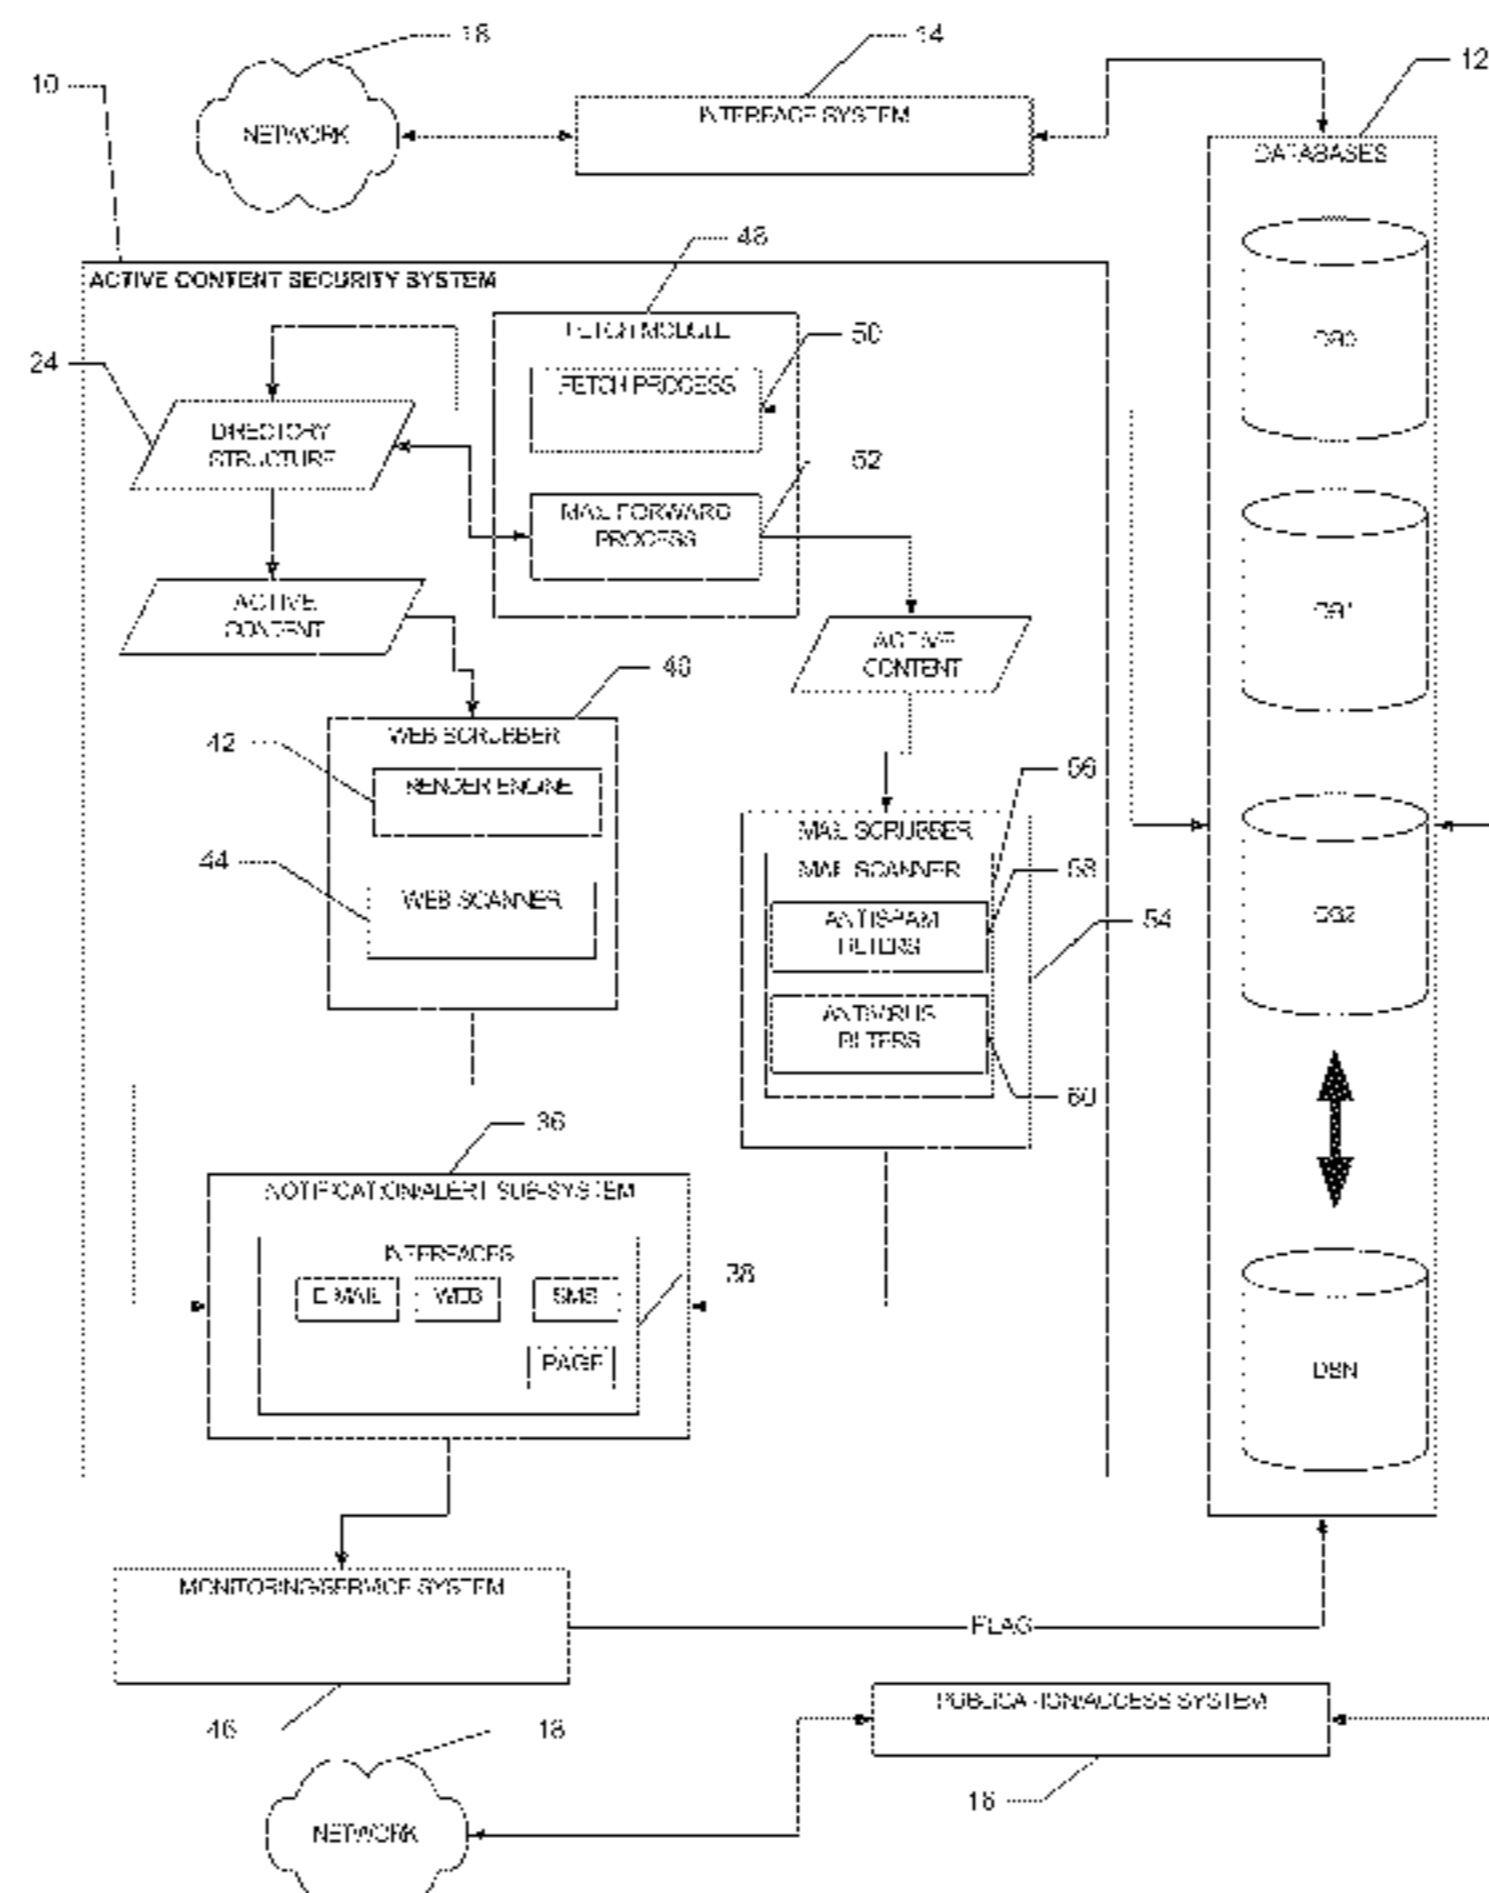 18
14
12
10
NETWORK
INTERFACE SYSTEM
DATABASES
48
ACTIVE CONTENT SECURITY SYSTEM
FETCH MODULE
50
24
FETCH PROCESS
DIRECTORY
STRUCTURE
52
MAIL FORWARD
PROCESS
ACTIVE
CONTENT
DB1
ACTIVE
CONTENT
40
WEB SCRUBBER
42
RENDER ENGINE
56
MAIL SCRUBBER
44
WEB SCANNER
MAIL SCANNER
58
ANTISPAM
FILTERS
54
DB2
ANTIVIRUS
FILTERS
60
36
NOTIFICATION/ALERT SUB-SYSTEM
INTERFACES
38
E-MAIL
WEB
SMS
PAGE
DBN
MONITORING/SERVICE SYSTEM
FLAG
PUBLICATION/ACCESS SYSTEM
46
18
16
NETWORK